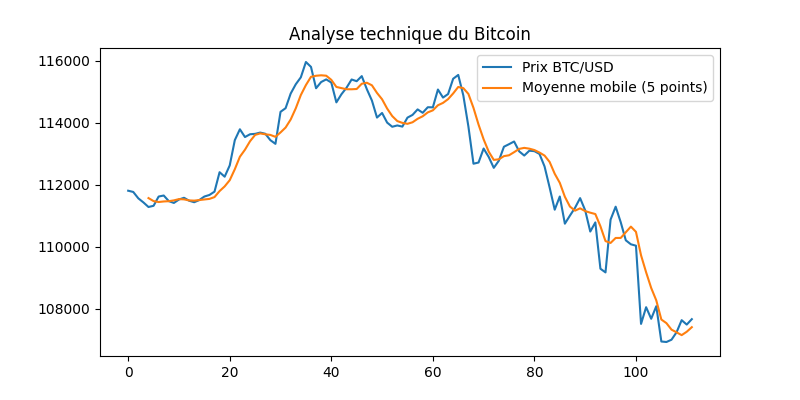 Analyse technique du Bitcoin
Prix BTC/USD
Moyenne mobile (5 points)
116000
114000
112000
110000
108000
0 20 40 60 80 100